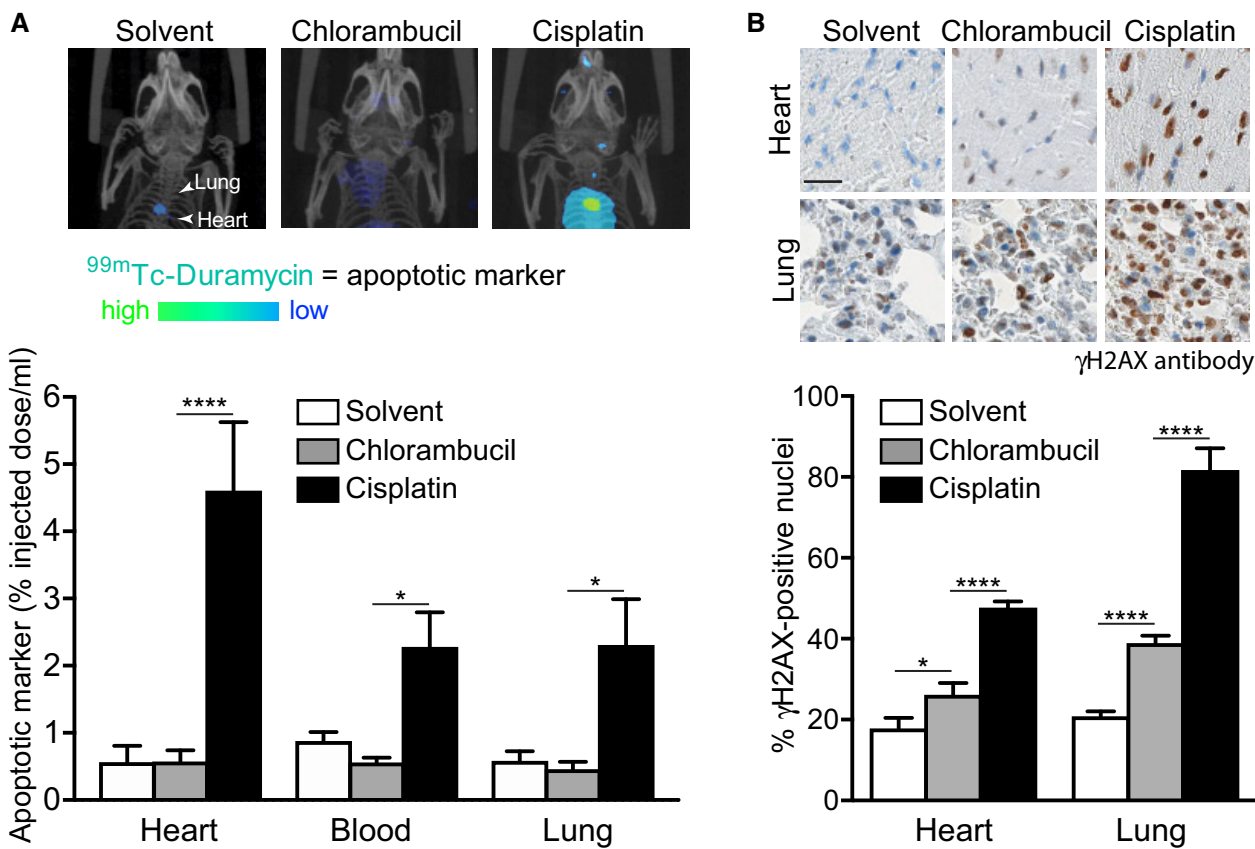 A
Solvent
Chlorambucil
Cisplatin
Lung
Heart
99mTc-Duramycin = apoptotic marker
high
low
Apoptotic marker (% injected dose/ml)
6
5
4
3
2
1
0
****
*
*
Solvent
Chlorambucil
Cisplatin
Heart
Blood
Lung
B
Solvent
Chlorambucil
Cisplatin
Heart
Lung
γH2AX antibody
% γH2AX-positive nuclei
100
80
60
40
20
0
Solvent
Chlorambucil
Cisplatin
*
****
****
****
Heart
Lung